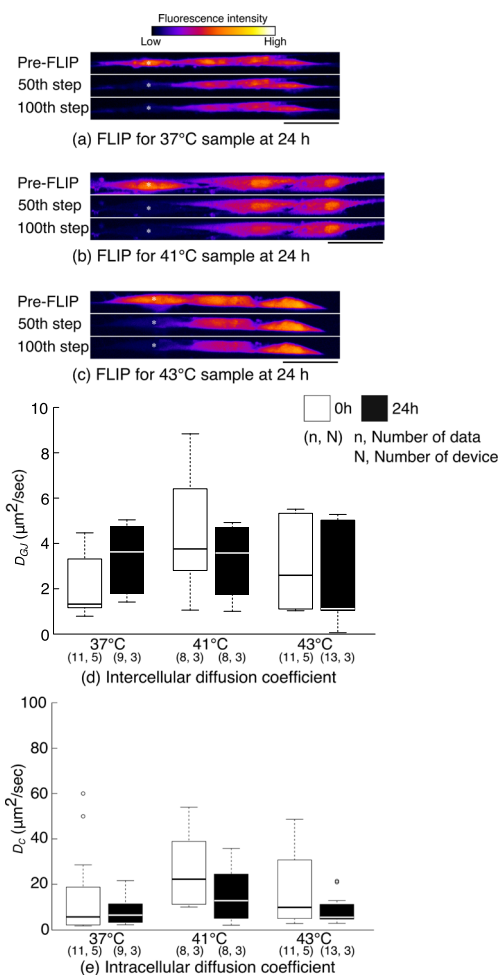 Fluorescence intensity
Low High
Pre-FLIP
50th step
100th step
(a) FLIP for 37°C sample at 24 h
Pre-FLIP
50th step
100th step
(b) FLIP for 41°C sample at 24 h
Pre-FLIP
50th step
100th step
(c) FLIP for 43°C sample at 24 h
0h 24h
(n, N) n, Number of data
N, Number of device
10
8
6
4
2
0
D_GJ (μm²/sec)
37°C 41°C 43°C
(11, 5) (9, 3) (8, 3) (8, 3) (11, 5) (13, 3)
(d) Intercellular diffusion coefficient
100
80
60
40
20
0
D_C (μm²/sec)
37°C 41°C 43°C
(11, 5) (9, 3) (8, 3) (8, 3) (11, 5) (13, 3)
(e) Intracellular diffusion coefficient